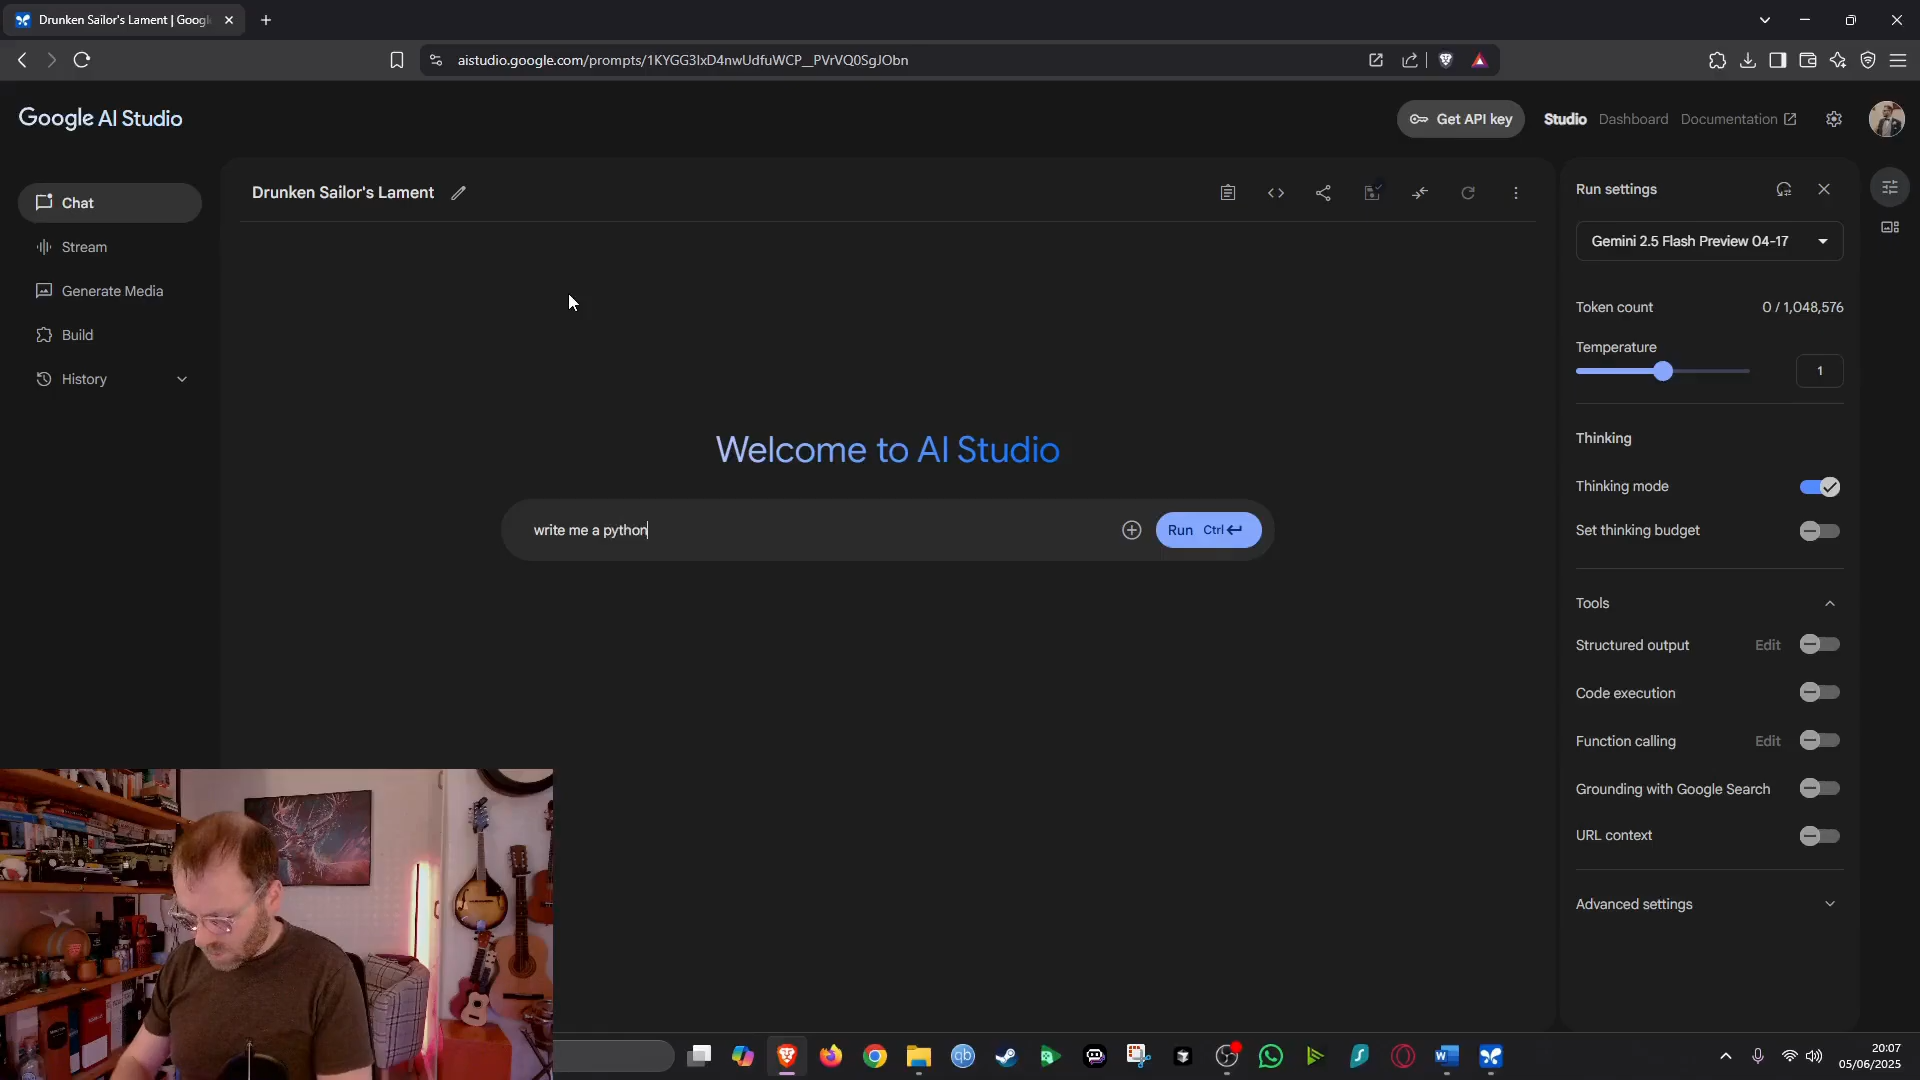 Drunken Sailor's Lament | Google
aistudio.google.com/prompts/1KYGG3IxD4nwUdfuWCP__PVrVQ0SgJObn
Google AI Studio
Get API key
Studio
Dashboard
Documentation
Chat
Stream
Generate Media
Build
History
Drunken Sailor's Lament
Welcome to AI Studio
write me a python
Run Ctrl
Run settings
Gemini 2.5 Flash Preview 04-17
Token count 0 / 1,048,576
Temperature
1
Thinking
Thinking mode
Set thinking budget
Tools
Structured output Edit
Code execution
Function calling Edit
Grounding with Google Search
URL context
Advanced settings
20:07
05/06/2025